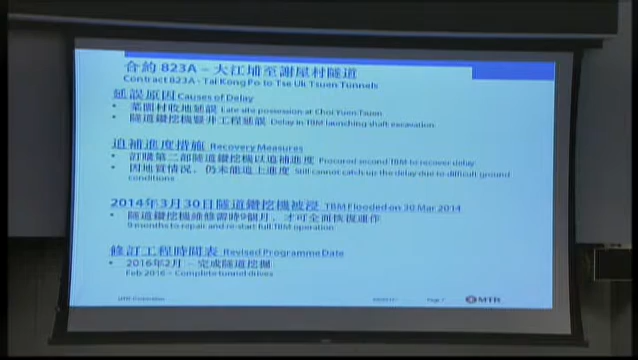 合約 823A – 大江埔至謝屋村隧道
Contract 823A - Tai Kong Po to Tse Uk Tsuen Tunnels
延誤原因 Causes of Delay
• 菜園村收地延誤 Late site possession at Choi Yuen Tsuen
• 隧道鑽挖機豎井工程延誤 Delay in TBM launching shaft excavation
追補進度措施 Recovery Measures
• 訂購第二部隧道鑽挖機以追補進度 Procured second TBM to recover delay
• 因地質情況，仍未能追上進度 Still cannot catch up the delay due to difficult ground
conditions
2014年3月30日隧道鑽挖機被浸 TBM Flooded on 30 Mar 2014
• 隧道鑽挖機維修需時9個月，才可全面恢復運作
9 months to repair and re-start full TBM operation
修訂工程時間表 Revised Programme Date
• 2016年2月 – 完成隧道挖掘
Feb 2016 – Complete tunnel drives
MTR Corporation
Page 7
MTR